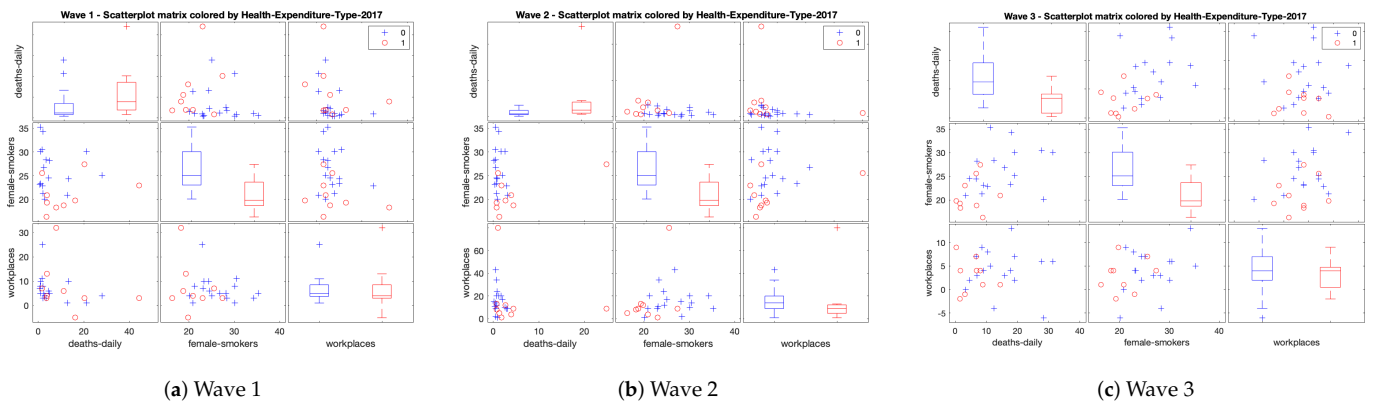 Wave 1 - Scatterplot matrix colored by Health-Expenditure-Type-2017
0
1
deaths-daily
35
30
25
20
female-smokers
30
20
10
0
workplaces
0 20 40
20 30 40
deaths-daily female-smokers workplaces
(a) Wave 1
Wave 2 - Scatterplot matrix colored by Health-Expenditure-Type-2017
0
1
deaths-daily
35
30
25
20
female-smokers
60
40
20
0
workplaces
0 10 20
20 30 40
deaths-daily female-smokers workplaces
(b) Wave 2
Wave 3 - Scatterplot matrix colored by Health-Expenditure-Type-2017
0
1
deaths-daily
35
30
25
20
female-smokers
10
5
0
-5
workplaces
0 10 20 30 40
20 30 40
deaths-daily female-smokers workplaces
(c) Wave 3